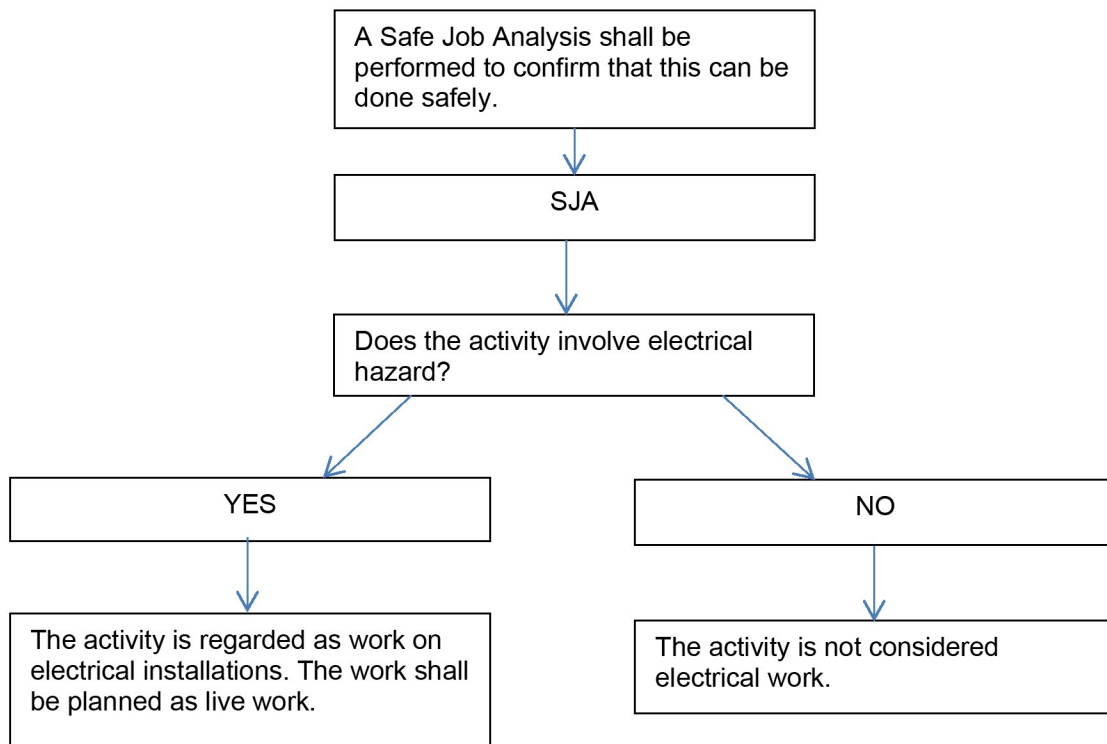 A Safe Job Analysis shall be
performed to confirm that this can be
done safely.
SJA
Does the activity involve electrical
hazard?
YES
NO
The activity is regarded as work on
electrical installations. The work shall
be planned as live work.
The activity is not considered
electrical work.